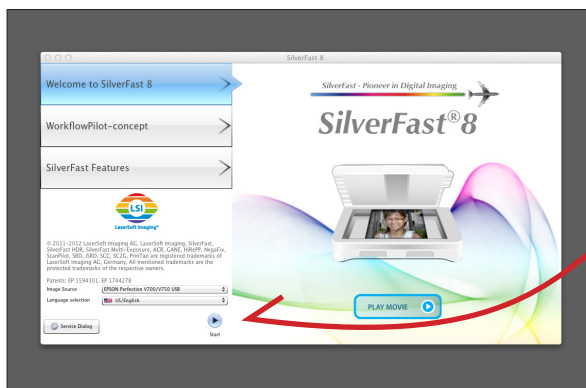 SilverFast 8
Welcome to SilverFast 8
WorkflowPilot-concept
SilverFast Features
LSI
LaserSoft Imaging®
© 2011-2012 LaserSoft Imaging AG, LaserSoft Imaging, SilverFast,
SilverFast HDR, SilverFast Multi-Exposure, ACR, GANE, HiRePP, NegaFix,
ScanPilot, SRD, iSRD, SCC, SC2G, PrinTao are registered trademarks of
LaserSoft Imaging AG, Germany. All mentioned trademarks are the
protected trademarks of the respective owners.
Patents: EP 1594301, EP 1744278
Image Source EPSON Perfection V700/V750 USB
Language selection US/English
Service Dialog
Start
SilverFast - Pioneer in Digital Imaging
SilverFast®8
PLAY MOVIE